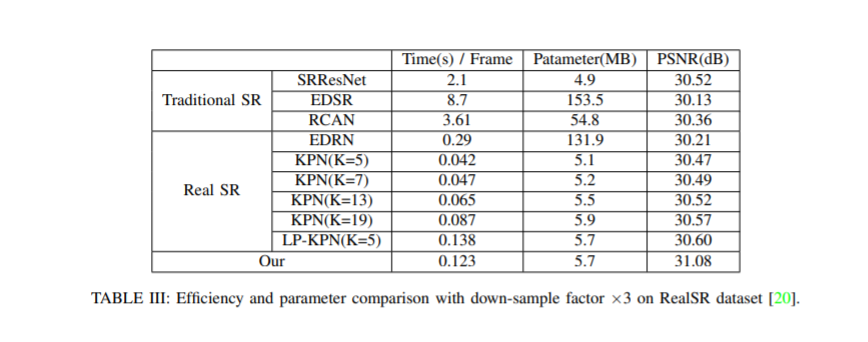 Time(s) / Frame Patameter(MB) PSNR(dB)
Traditional SR SRResNet 2.1 4.9 30.52
EDSR 8.7 153.5 30.13
RCAN 3.61 54.8 30.36
Real SR EDRN 0.29 131.9 30.21
KPN(K=5) 0.042 5.1 30.47
KPN(K=7) 0.047 5.2 30.49
KPN(K=13) 0.065 5.5 30.52
KPN(K=19) 0.087 5.9 30.57
LP-KPN(K=5) 0.138 5.7 30.60
Our 0.123 5.7 31.08
TABLE III: Efficiency and parameter comparison with down-sample factor ×3 on RealSR dataset [20].